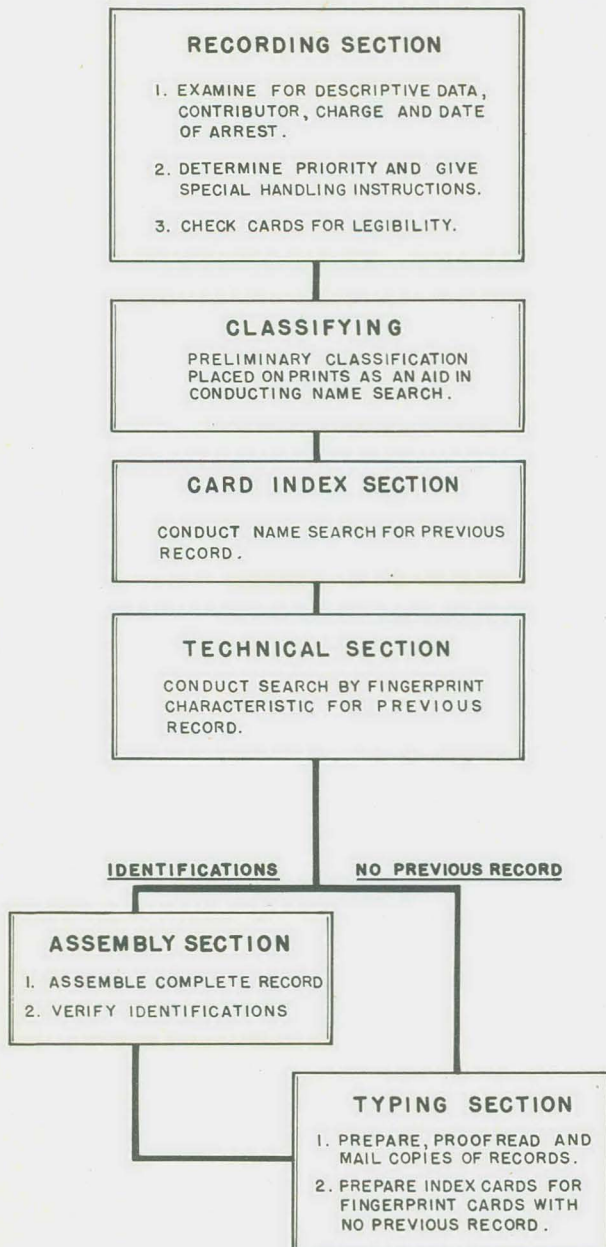 RECORDING SECTION
1. EXAMINE FOR DESCRIPTIVE DATA,
CONTRIBUTOR, CHARGE AND DATE
OF ARREST.
2. DETERMINE PRIORITY AND GIVE
SPECIAL HANDLING INSTRUCTIONS.
3. CHECK CARDS FOR LEGIBILITY.
CLASSIFYING
PRELIMINARY CLASSIFICATION
PLACED ON PRINTS AS AN AID IN
CONDUCTING NAME SEARCH.
CARD INDEX SECTION
CONDUCT NAME SEARCH FOR PREVIOUS
RECORD.
TECHNICAL SECTION
CONDUCT SEARCH BY FINGERPRINT
CHARACTERISTIC FOR PREVIOUS
RECORD.
IDENTIFICATIONS
NO PREVIOUS RECORD
ASSEMBLY SECTION
1. ASSEMBLE COMPLETE RECORD
2. VERIFY IDENTIFICATIONS
TYPING SECTION
1. PREPARE, PROOFREAD AND
MAIL COPIES OF RECORDS.
2. PREPARE INDEX CARDS FOR
FINGERPRINT CARDS WITH
NO PREVIOUS RECORD.